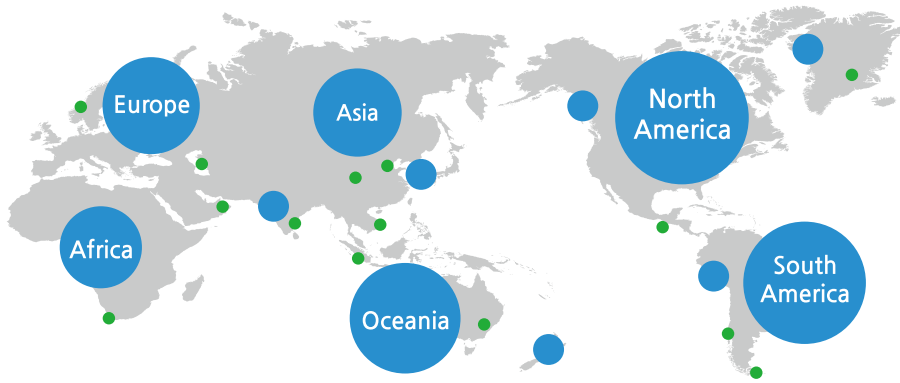 Europe
Asia
North
America
Africa
Oceania
South
America